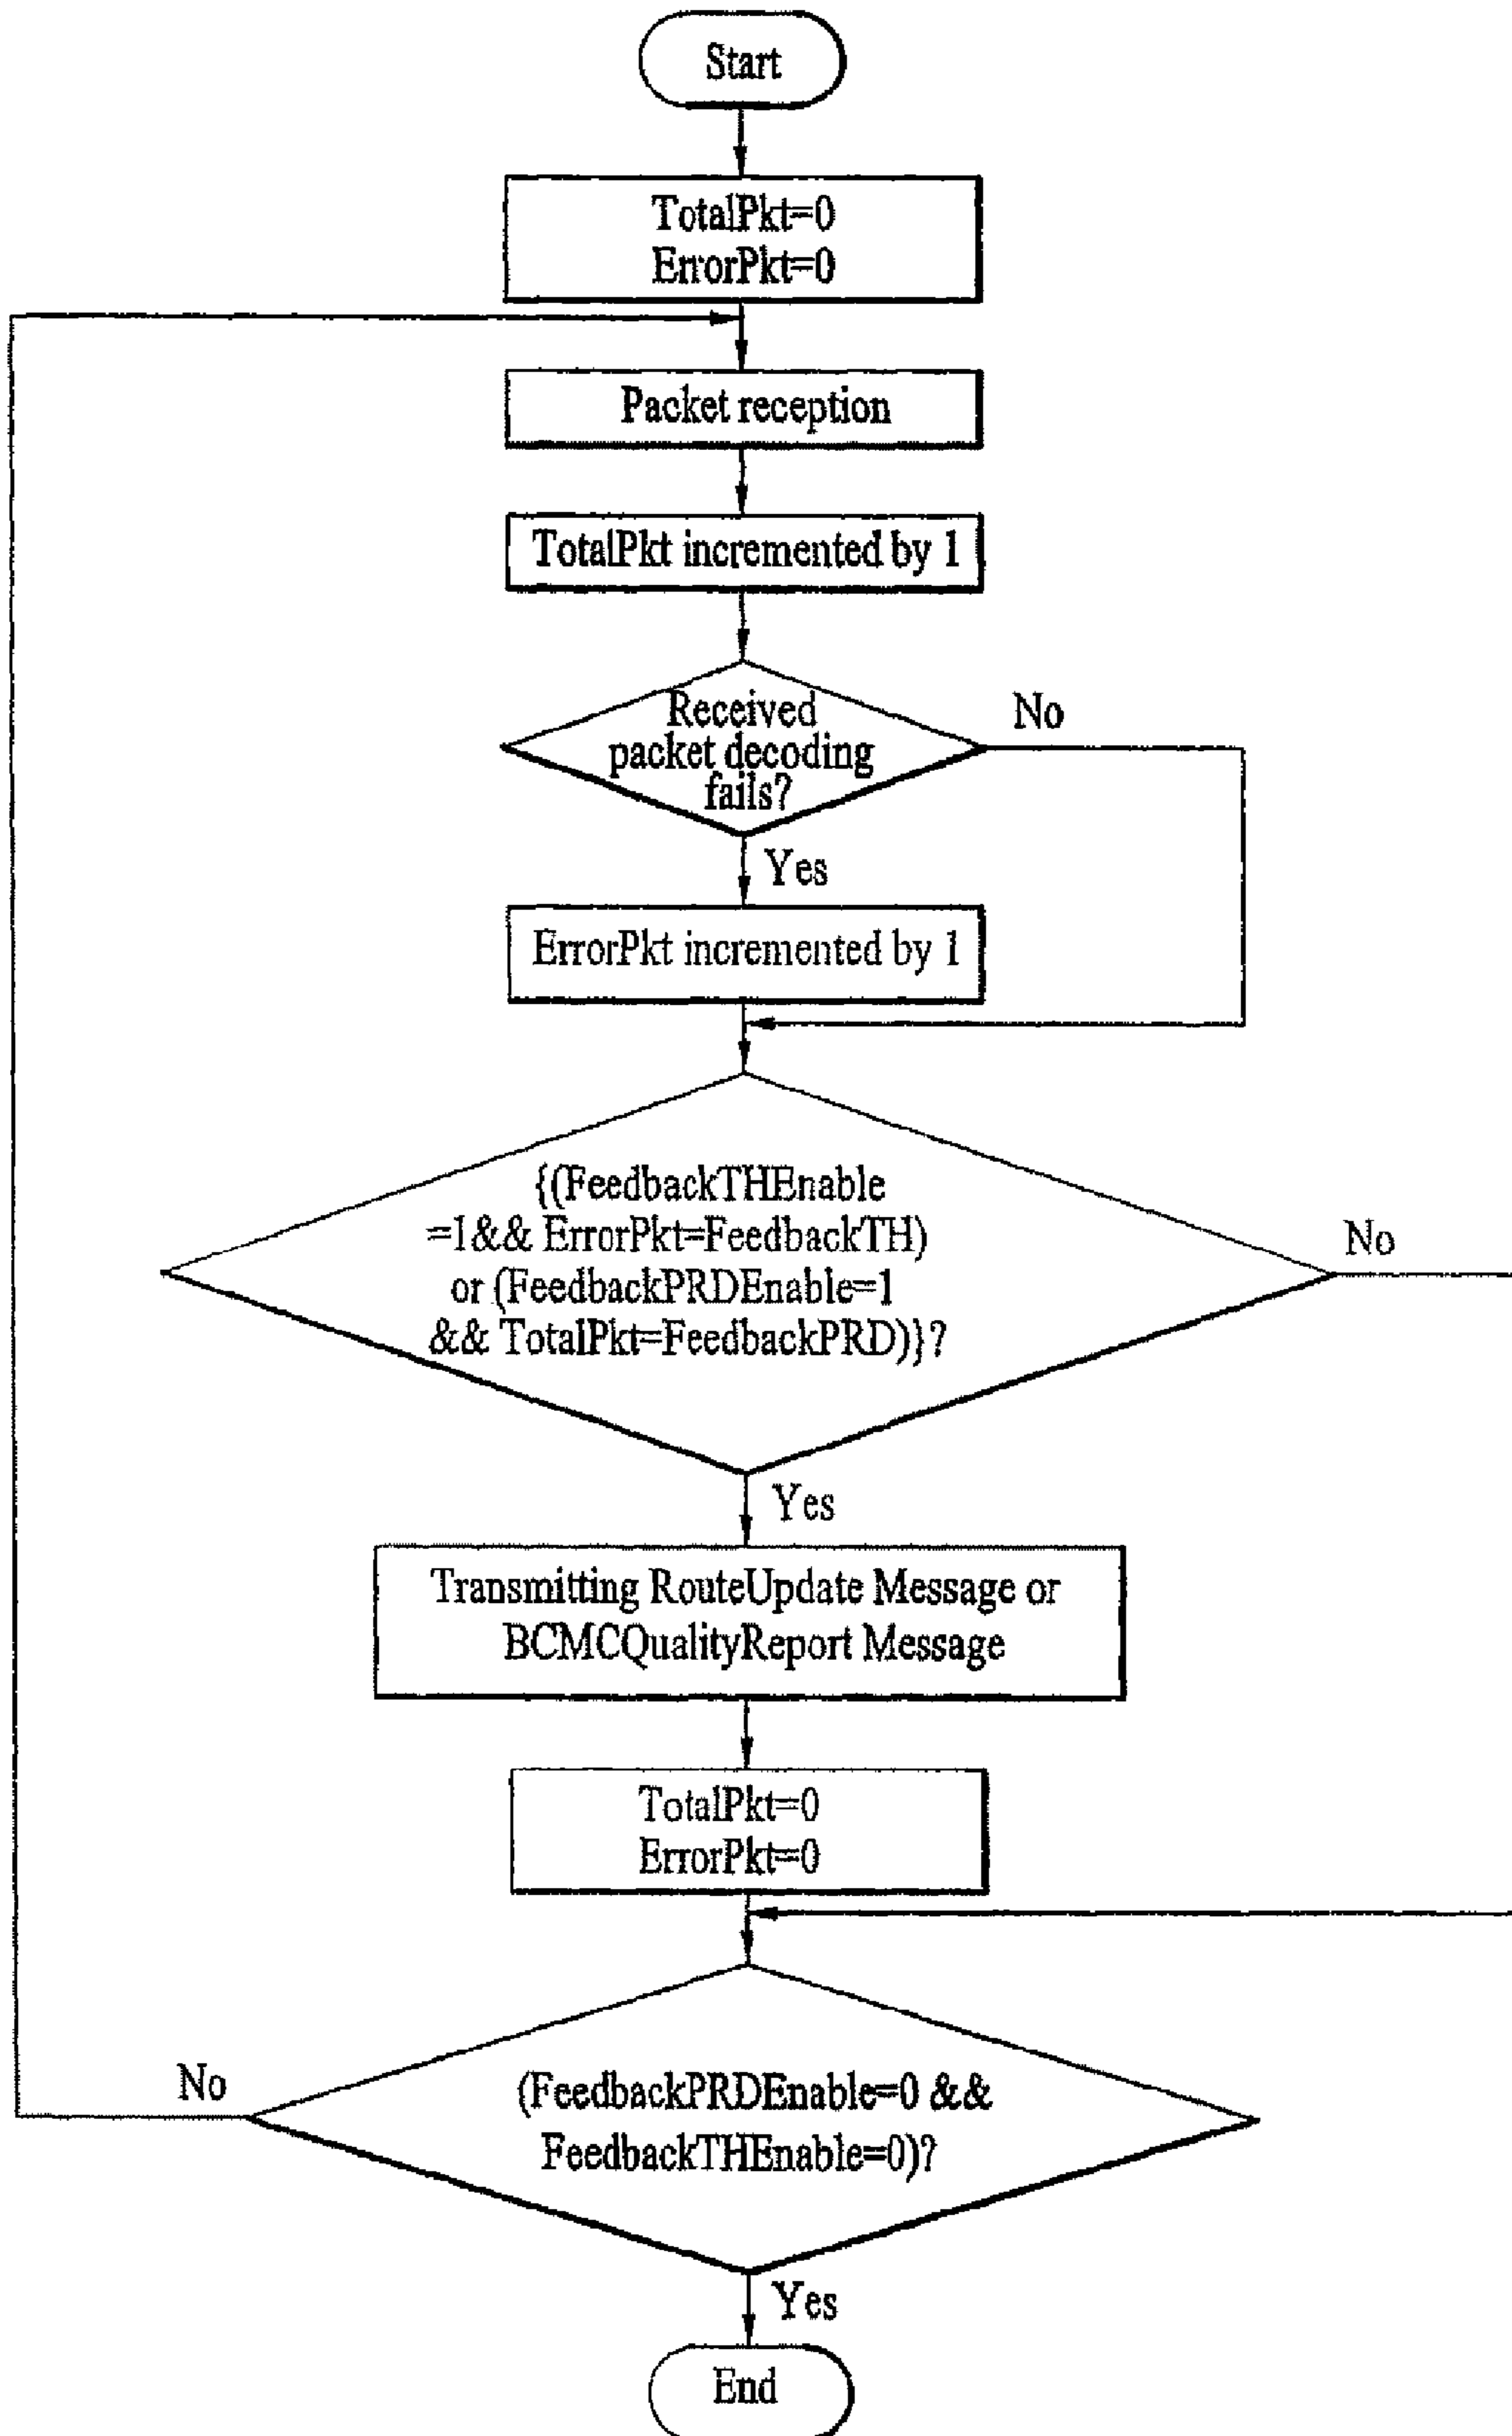 Start
TotalPkt=0
ErrorPkt=0
Packet reception
TotalPkt incremented by 1
Received
packet decoding
fails?
No
Yes
ErrorPkt incremented by 1
{(FeedbackTHEnable
=1&& ErrorPkt=FeedbackTH)
or (FeedbackPRDEnable=1
&& TotalPkt=FeedbackPRD)}?
No
Yes
Transmitting RouteUpdate Message or
BCMCQualityReport Message
TotalPkt=0
ErrorPkt=0
No
(FeedbackPRDEnable=0 &&
FeedbackTHEnable=0)?
Yes
End